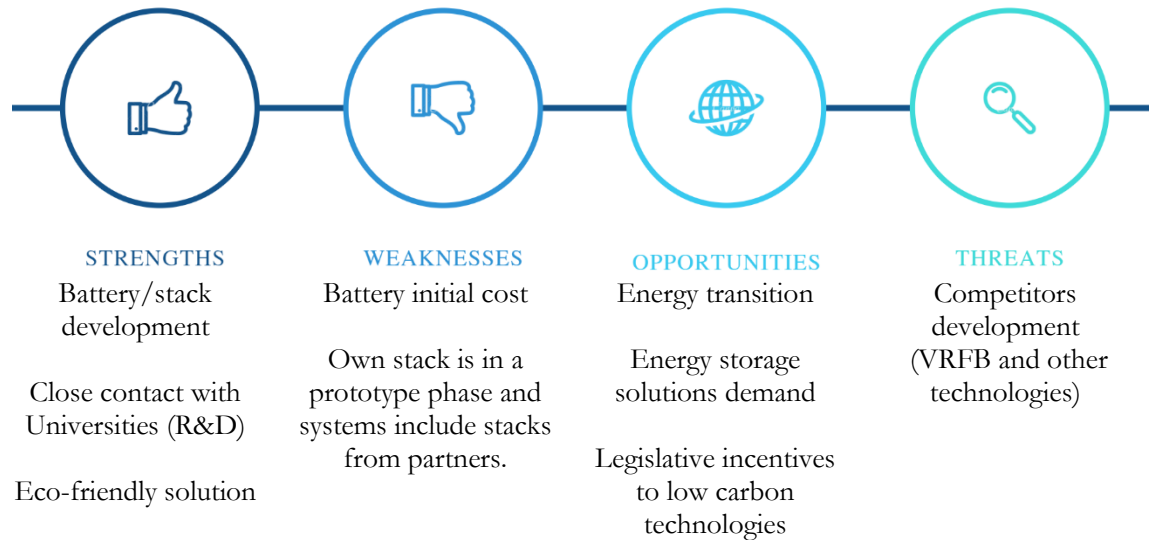 STRENGTHS
Battery/stack
development
Close contact with
Universities (R&D)
Eco-friendly solution
WEAKNESSES
Battery initial cost
Own stack is in a
prototype phase and
systems include stacks
from partners.
OPPORTUNITIES
Energy transition
Energy storage
solutions demand
Legislative incentives
to low carbon
technologies
THREATS
Competitors
development
(VRFB and other
technologies)